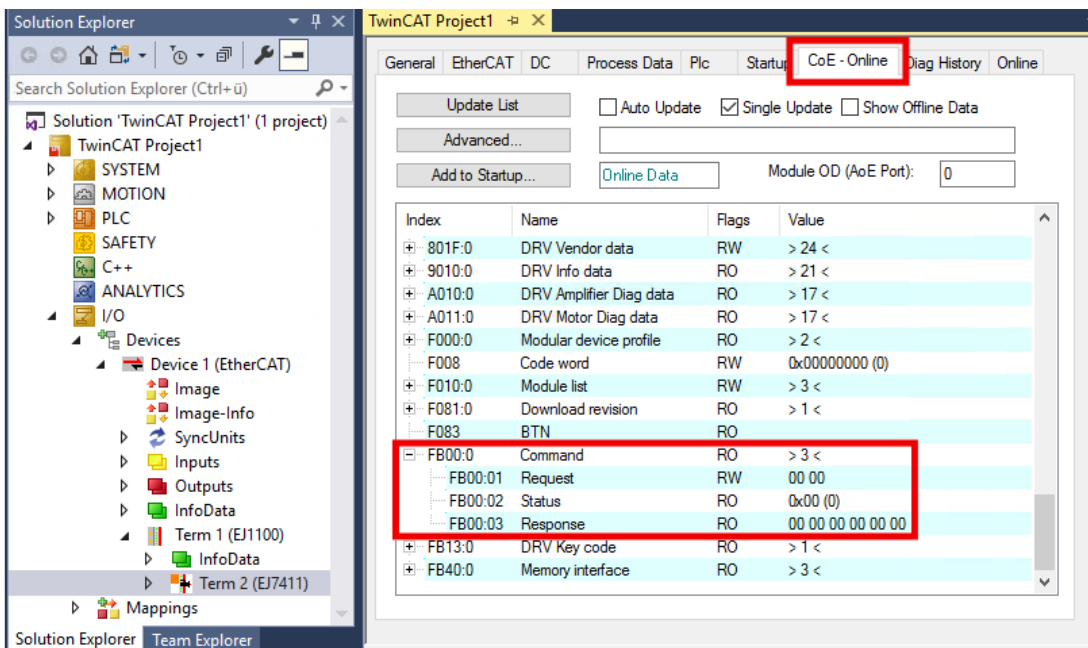 Solution Explorer
Search Solution Explorer (Ctrl+ü)
Solution 'TwinCAT Project1' (1 project)
TwinCAT Project1
SYSTEM
MOTION
PLC
SAFETY
C++
ANALYTICS
I/O
Devices
Device 1 (EtherCAT)
Image
Image-Info
SyncUnits
Inputs
Outputs
InfoData
Term 1 (EJ1100)
InfoData
Term 2 (EJ7411)
Mappings
Solution Explorer Team Explorer
TwinCAT Project1
General EtherCAT DC Process Data Plc Startup CoE - Online Diag History Online
Update List Auto Update Single Update Show Offline Data
Advanced...
Add to Startup... Online Data Module OD (AoE Port): 0
Index Name Flags Value
801F:0 DRV Vendor data RW > 24 <
9010:0 DRV Info data RO > 21 <
A010:0 DRV Amplifier Diag data RO > 17 <
A011:0 DRV Motor Diag data RO > 17 <
F000:0 Modular device profile RO > 2 <
F008 Code word RW 0x00000000 (0)
F010:0 Module list RW > 3 <
F081:0 Download revision RO > 1 <
F083 BTN RO
FB00:0 Command RO > 3 <
FB00:01 Request RW 00 00
FB00:02 Status RO 0x00 (0)
FB00:03 Response RO 00 00 00 00 00 00
FB13:0 DRV Key code RO > 1 <
FB40:0 Memory interface RO > 3 <